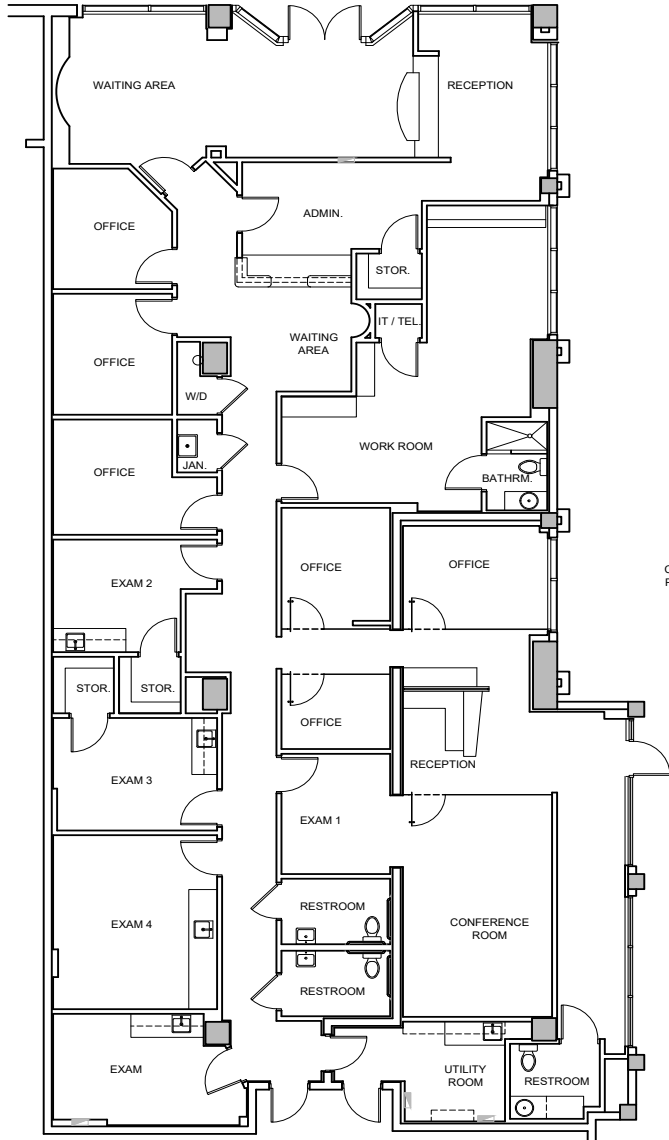 WAITING AREA
RECEPTION
ADMIN.
OFFICE
STOR.
IT / TEL.
WAITING
AREA
OFFICE
W/D
WORK ROOM
JAN.
OFFICE
BATHRM.
OFFICE
OFFICE
EXAM 2
STOR.
STOR.
OFFICE
RECEPTION
EXAM 3
EXAM 1
RESTROOM
EXAM 4
CONFERENCE
ROOM
RESTROOM
EXAM
UTILITY
ROOM
RESTROOM